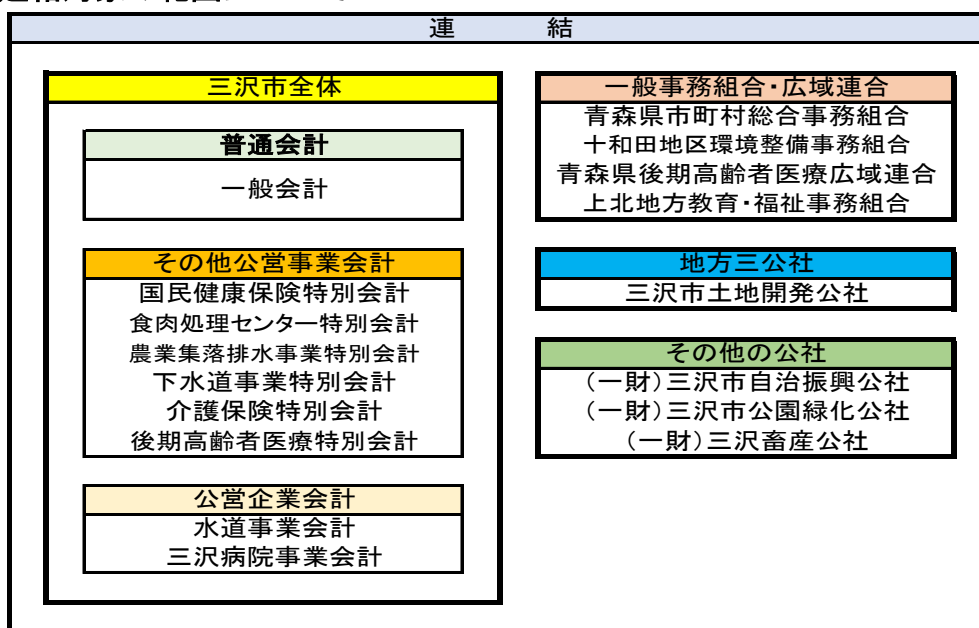 連　結
三沢市全体
普通会計
一般会計
その他公営事業会計
国民健康保険特別会計
食肉処理センター特別会計
農業集落排水事業特別会計
下水道事業特別会計
介護保険特別会計
後期高齢者医療特別会計
公営企業会計
水道事業会計
三沢病院事業会計
一般事務組合・広域連合
青森県市町村総合事務組合
十和田地区環境整備事務組合
青森県後期高齢者医療広域連合
上北地方教育・福祉事務組合
地方三公社
三沢市土地開発公社
その他の公社
（一財）三沢市自治振興公社
（一財）三沢市公園緑化公社
（一財）三沢畜産公社